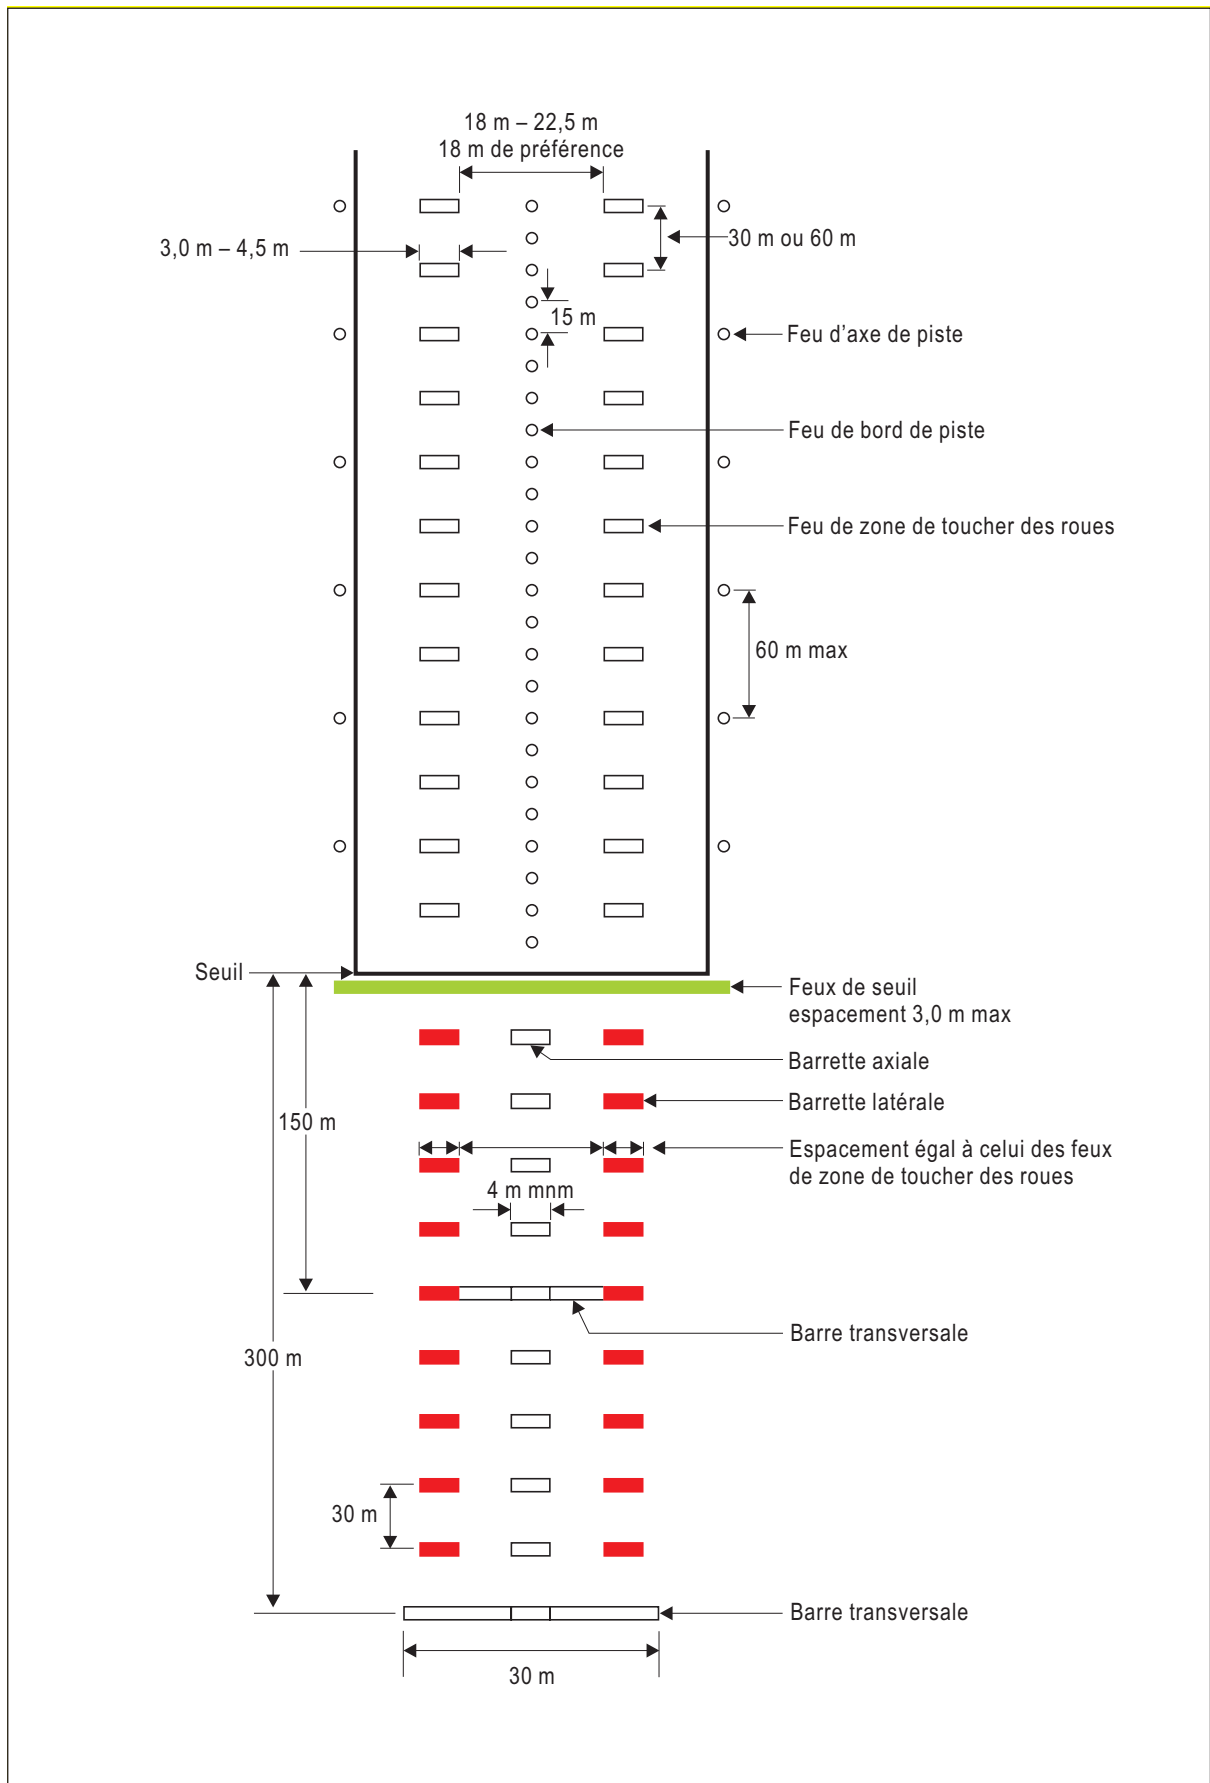 18 m – 22,5 m
18 m de préférence
3,0 m – 4,5 m
30 m ou 60 m
15 m
Feu d'axe de piste
Feu de bord de piste
Feu de zone de toucher des roues
60 m max
Seuil
Feux de seuil
espacement 3,0 m max
Barrette axiale
Barrette latérale
150 m
Espacement égal à celui des feux
de zone de toucher des roues
4 m mnm
Barre transversale
300 m
30 m
Barre transversale
30 m